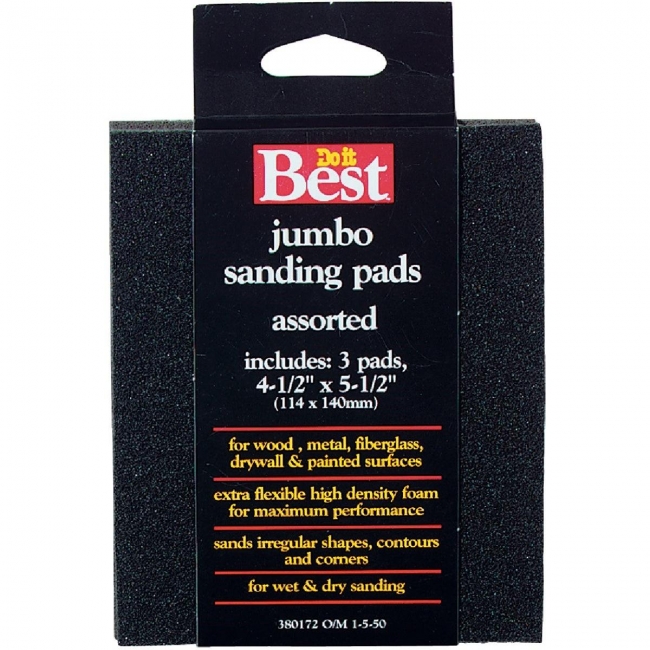 Do it
Best
jumbo
sanding pads
assorted
includes: 3 pads,
4-1/2" x 5-1/2"
(114 x 140mm)
for wood , metal, fiberglass,
drywall & painted surfaces
extra flexible high density foam
for maximum performance
sands irregular shapes, contours
and corners
for wet & dry sanding
380172 O/M 1-5-50